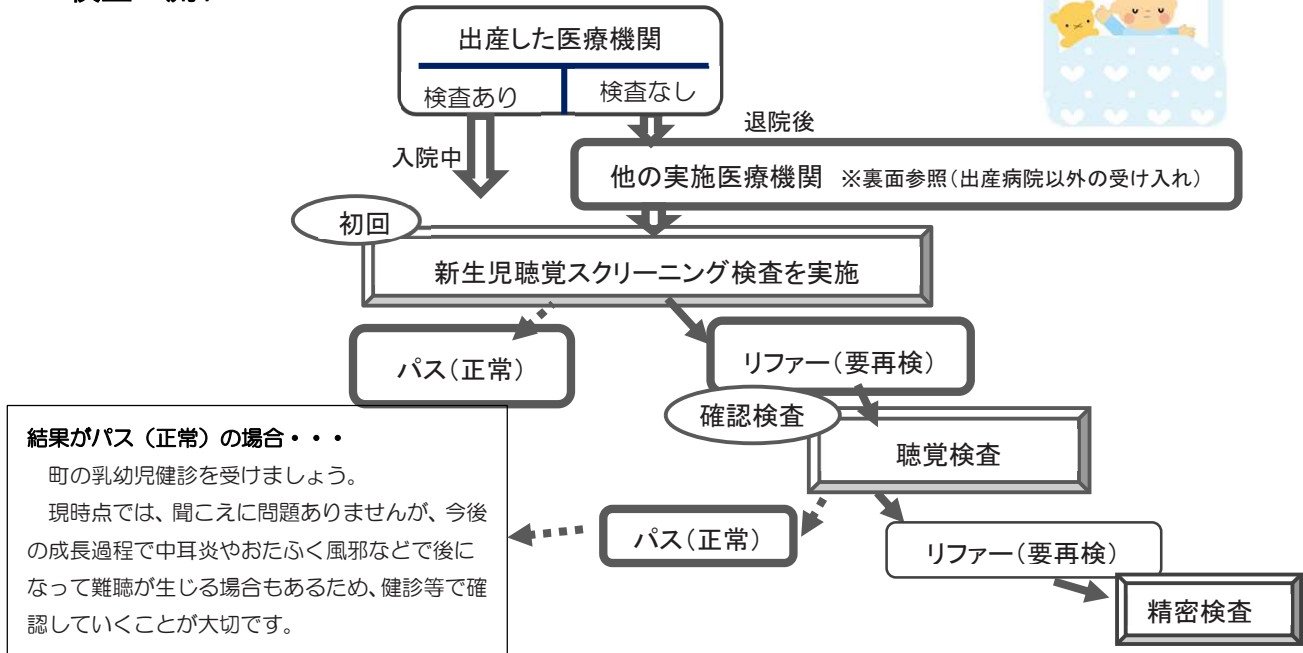 出産した医療機関
検査あり
検査なし
入院中
退院後
他の実施医療機関 ※裏面参照(出産病院以外の受け入れ)
初回
新生児聴覚スクリーニング検査を実施
パス(正常)
リファー(要再検)
確認検査
聴覚検査
パス(正常)
リファー(要再検)
精密検査
結果がパス（正常）の場合・・・
町の乳幼児健診を受けましょう。
現時点では、聞こえに問題ありませんが、今後
の成長過程で中耳炎やおたふく風邪などで後に
なって難聴が生じる場合もあるため、健診等で確
認していくことが大切です。